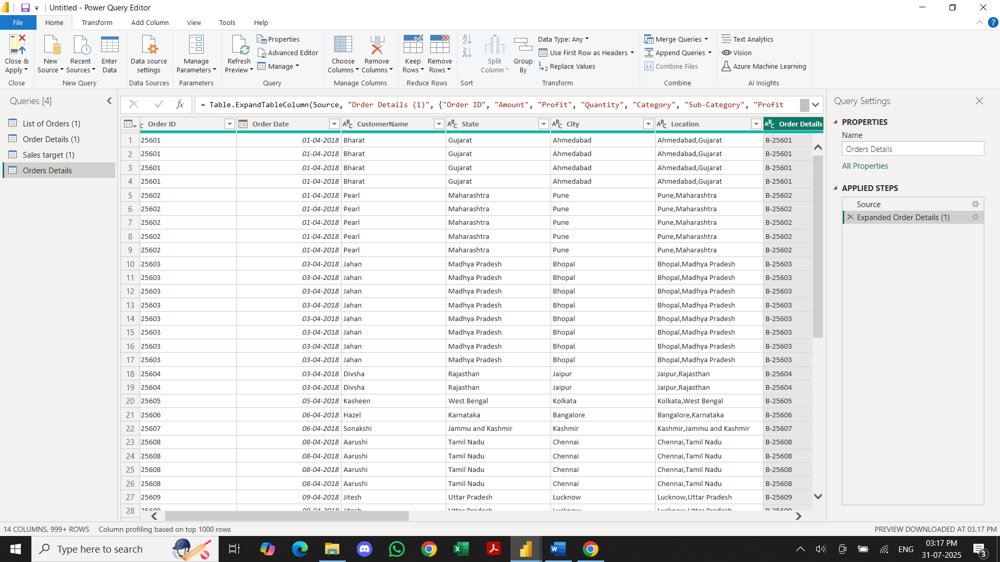 Untitled - Power Query Editor
File Home Transform Add Column View Tools Help
Close & Apply
New Source
Recent Sources
Enter Data
Data source settings
Manage Parameters
Refresh Preview
Properties
Advanced Editor
Manage
Choose Columns
Remove Columns
Keep Rows
Remove Rows
Split Column
Group By
Data Type: Any
Use First Row as Headers
Replace Values
Merge Queries
Append Queries
Combine Files
Text Analytics
Vision
Azure Machine Learning
Close New Query Data Sources Parameters Query Manage Columns Reduce Rows Sort Transform Combine AI Insights
Queries [4]
List of Orders (1)
Order Details (1)
Sales target (1)
Orders Details
= Table.ExpandTableColumn(Source, "Order Details (1)", {"Order ID", "Amount", "Profit", "Quantity", "Category", "Sub-Category", "Profit
Order ID Order Date CustomerName State City Location Order Details
1 -25601 01-04-2018 Bharat Gujarat Ahmedabad Ahmedabad,Gujarat B-25601
2 -25601 01-04-2018 Bharat Gujarat Ahmedabad Ahmedabad,Gujarat B-25601
3 -25601 01-04-2018 Bharat Gujarat Ahmedabad Ahmedabad,Gujarat B-25601
4 -25601 01-04-2018 Bharat Gujarat Ahmedabad Ahmedabad,Gujarat B-25601
5 -25602 01-04-2018 Pearl Maharashtra Pune Pune,Maharashtra B-25602
6 -25602 01-04-2018 Pearl Maharashtra Pune Pune,Maharashtra B-25602
7 -25602 01-04-2018 Pearl Maharashtra Pune Pune,Maharashtra B-25602
8 -25602 01-04-2018 Pearl Maharashtra Pune Pune,Maharashtra B-25602
9 -25602 01-04-2018 Pearl Maharashtra Pune Pune,Maharashtra B-25602
10 -25603 03-04-2018 Jahan Madhya Pradesh Bhopal Bhopal,Madhya Pradesh B-25603
11 -25603 03-04-2018 Jahan Madhya Pradesh Bhopal Bhopal,Madhya Pradesh B-25603
12 -25603 03-04-2018 Jahan Madhya Pradesh Bhopal Bhopal,Madhya Pradesh B-25603
13 -25603 03-04-2018 Jahan Madhya Pradesh Bhopal Bhopal,Madhya Pradesh B-25603
14 -25603 03-04-2018 Jahan Madhya Pradesh Bhopal Bhopal,Madhya Pradesh B-25603
15 -25603 03-04-2018 Jahan Madhya Pradesh Bhopal Bhopal,Madhya Pradesh B-25603
16 -25603 03-04-2018 Jahan Madhya Pradesh Bhopal Bhopal,Madhya Pradesh B-25603
17 -25603 03-04-2018 Jahan Madhya Pradesh Bhopal Bhopal,Madhya Pradesh B-25603
18 -25604 03-04-2018 Divsha Rajasthan Jaipur Jaipur,Rajasthan B-25604
19 -25604 03-04-2018 Divsha Rajasthan Jaipur Jaipur,Rajasthan B-25604
20 -25605 05-04-2018 Kasheen West Bengal Kolkata Kolkata,West Bengal B-25605
21 -25606 06-04-2018 Hazel Karnataka Bangalore Bangalore,Karnataka B-25606
22 -25607 06-04-2018 Sonakshi Jammu and Kashmir Kashmir Kashmir,Jammu and Kashmir B-25607
23 -25608 08-04-2018 Aarushi Tamil Nadu Chennai Chennai,Tamil Nadu B-25608
24 -25608 08-04-2018 Aarushi Tamil Nadu Chennai Chennai,Tamil Nadu B-25608
25 -25608 08-04-2018 Aarushi Tamil Nadu Chennai Chennai,Tamil Nadu B-25608
26 -25608 08-04-2018 Aarushi Tamil Nadu Chennai Chennai,Tamil Nadu B-25608
27 -25609 09-04-2018 Jitesh Uttar Pradesh Lucknow Lucknow,Uttar Pradesh B-25609
28
Query Settings
PROPERTIES
Name
Orders Details
All Properties
APPLIED STEPS
Source
Expanded Order Details (1)
14 COLUMNS, 999+ ROWS Column profiling based on top 1000 rows PREVIEW DOWNLOADED AT 03.17 PM
Type here to search
ENG
03:17 PM
31-07-2025
3